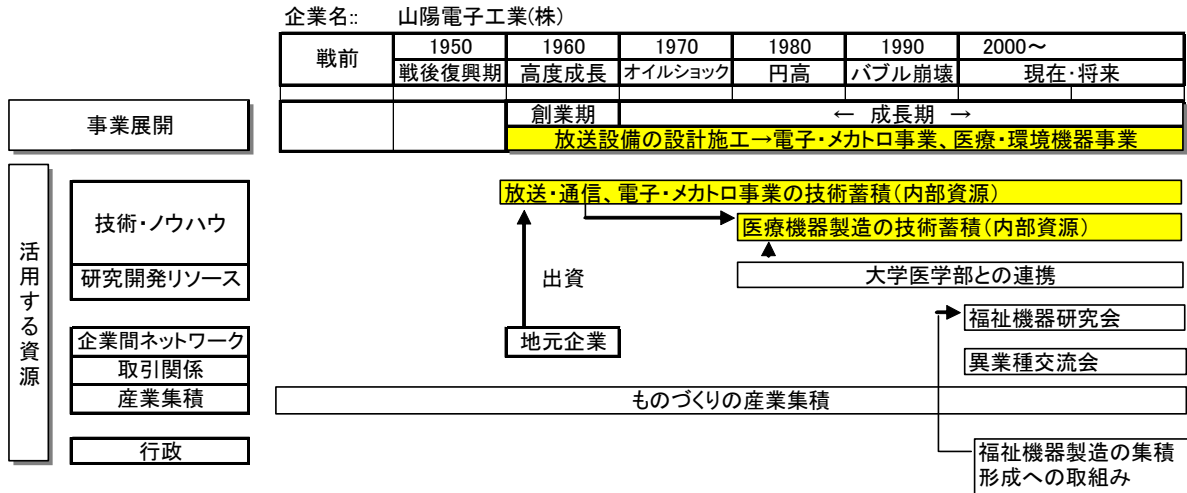 企業名:: 山陽電子工業(株)
戦前 1950 1960 1970 1980 1990 2000～
戦後復興期 高度成長 オイルショック 円高 バブル崩壊 現在・将来
事業展開
創業期 ← 成長期 →
放送設備の設計施工→電子・メカトロ事業、医療・環境機器事業
活用する資源
技術・ノウハウ
放送・通信、電子・メカトロ事業の技術蓄積(内部資源)
医療機器製造の技術蓄積(内部資源)
研究開発リソース
出資
大学医学部との連携
福祉機器研究会
企業間ネットワーク
地元企業
取引関係
異業種交流会
産業集積
ものづくりの産業集積
行政
福祉機器製造の集積
形成への取組み